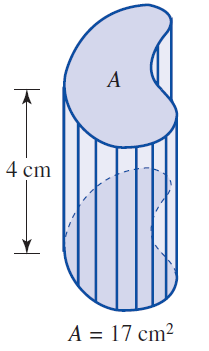 A
4 cm
A = 17 cm²